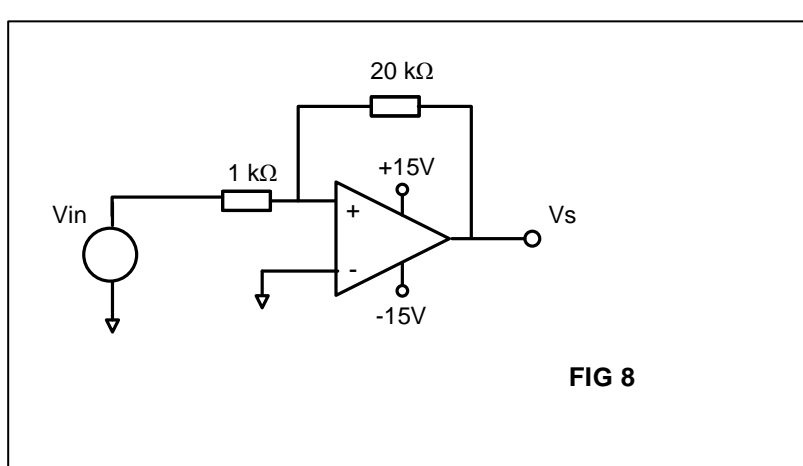 20 kΩ
1 kΩ
+15V
Vin
+
Vs
-
-15V
FIG 8